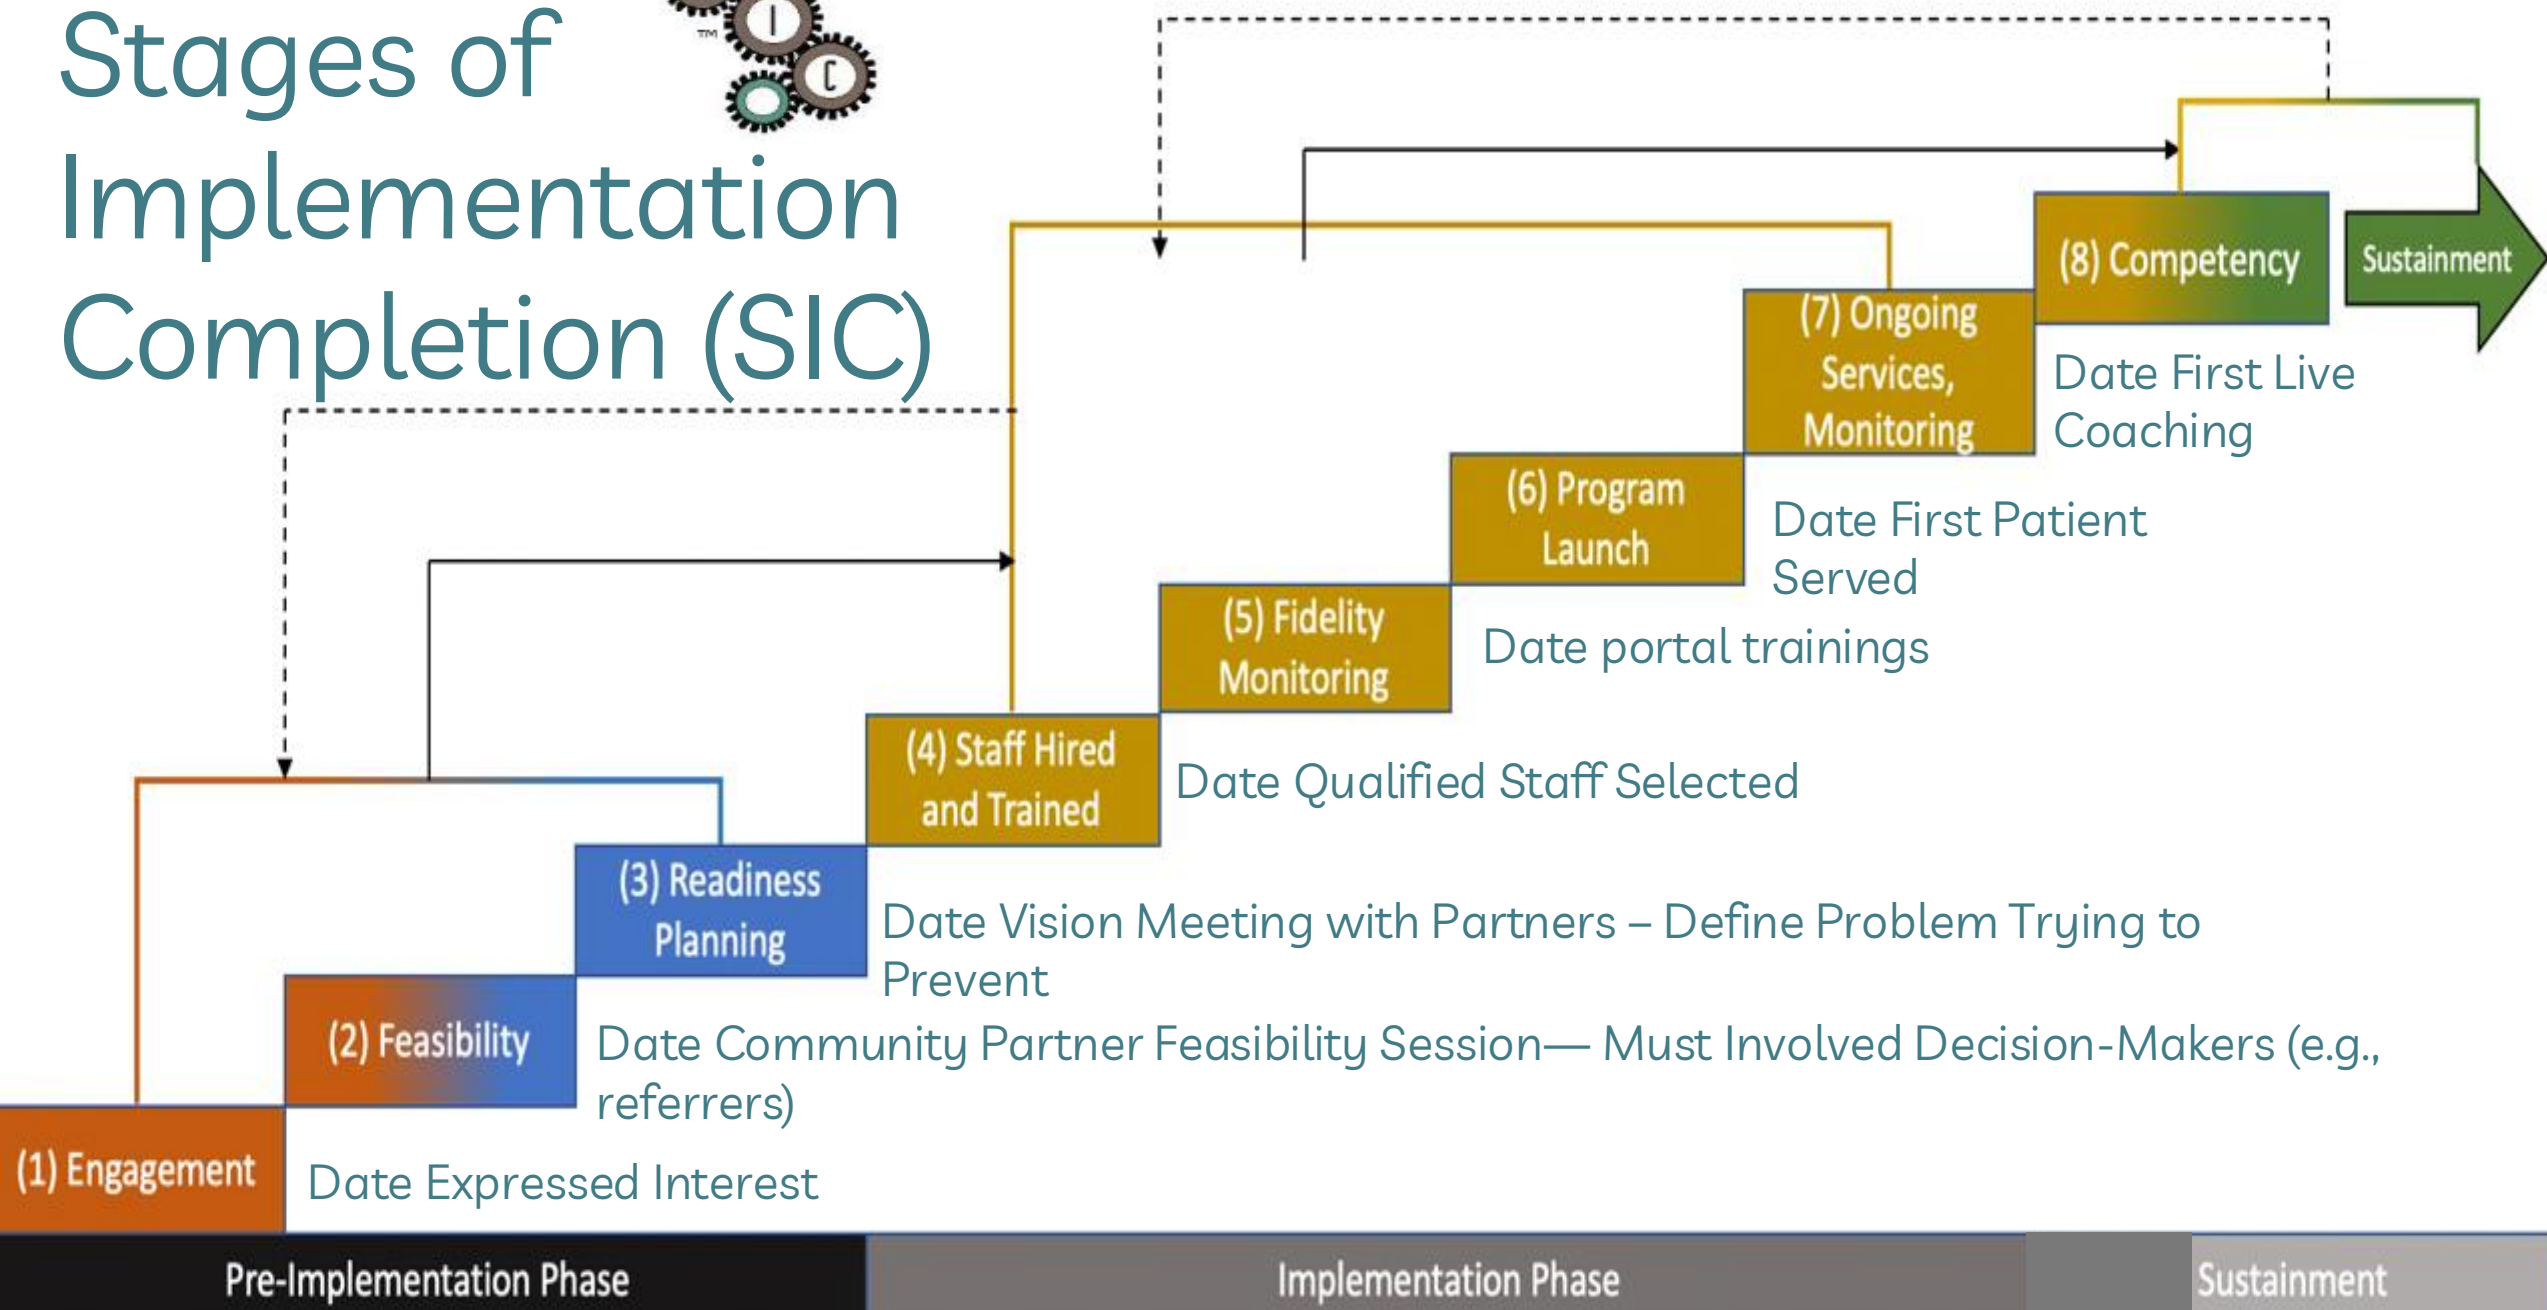 Stages of
Implementation
Completion (SIC)
TM
I
C
(8) Competency
Sustainment
(7) Ongoing
Services,
Monitoring
Date First Live
Coaching
(6) Program
Launch
Date First Patient
Served
(5) Fidelity
Monitoring
Date portal trainings
(4) Staff Hired
and Trained
Date Qualified Staff Selected
(3) Readiness
Planning
Date Vision Meeting with Partners – Define Problem Trying to
Prevent
(2) Feasibility
Date Community Partner Feasibility Session— Must Involved Decision-Makers (e.g.,
referrers)
(1) Engagement
Date Expressed Interest
Pre-Implementation Phase
Implementation Phase
Sustainment